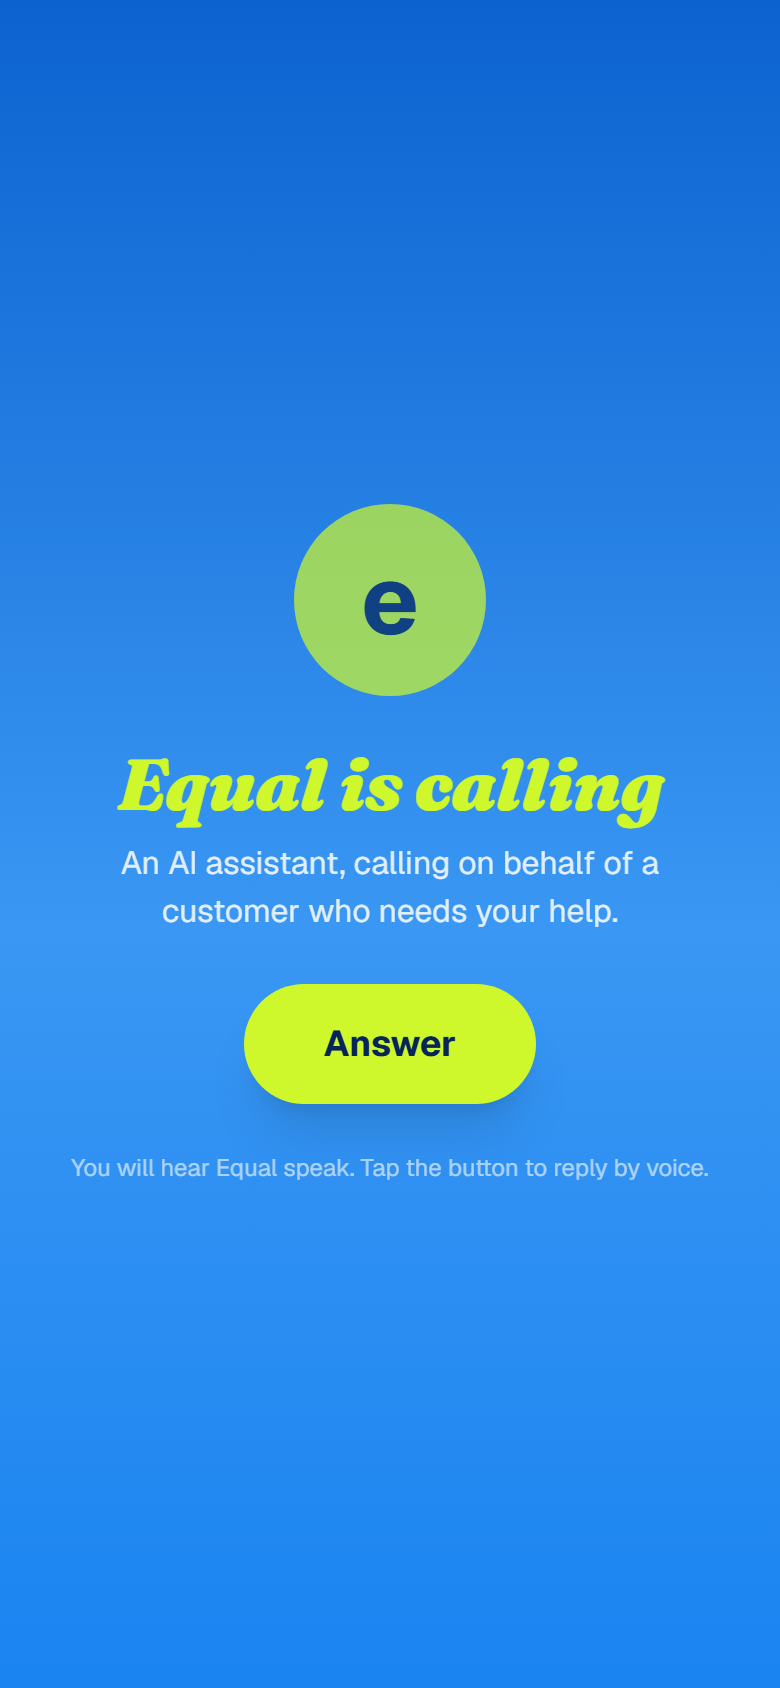 e
Equal is calling
An AI assistant, calling on behalf of a
customer who needs your help.
Answer
You will hear Equal speak. Tap the button to reply by voice.